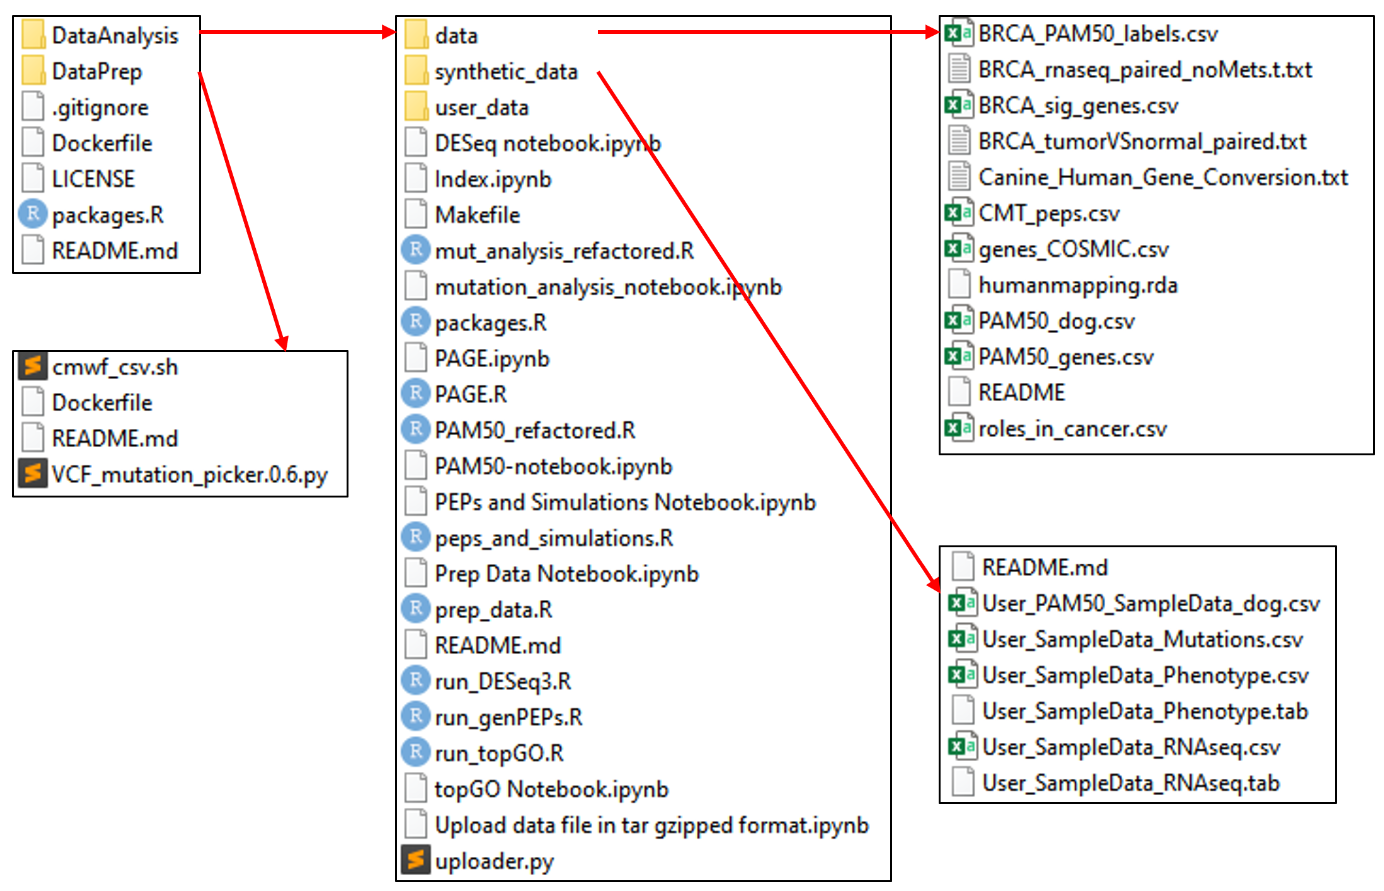 DataAnalysis
DataPrep
.gitignore
Dockerfile
LICENSE
packages.R
README.md
cmwf_csv.sh
Dockerfile
README.md
VCF_mutation_picker.0.6.py
data
synthetic_data
user_data
DESeq notebook.ipynb
Index.ipynb
Makefile
mut_analysis_refactored.R
mutation_analysis_notebook.ipynb
packages.R
PAGE.ipynb
PAGE.R
PAM50_refactored.R
PAM50-notebook.ipynb
PEPs and Simulations Notebook.ipynb
peps_and_simulations.R
Prep Data Notebook.ipynb
prep_data.R
README.md
run_DESeq3.R
run_genPEPs.R
run_topGO.R
topGO Notebook.ipynb
Upload data file in tar gzipped format.ipynb
uploader.py
BRCA_PAM50_labels.csv
BRCA_rnaseq_paired_noMets.t.txt
BRCA_sig_genes.csv
BRCA_tumorVSnormal_paired.txt
Canine_Human_Gene_Conversion.txt
CMT_peps.csv
genes_COSMIC.csv
humanmapping.rda
PAM50_dog.csv
PAM50_genes.csv
README
roles_in_cancer.csv
README.md
User_PAM50_SampleData_dog.csv
User_SampleData_Mutations.csv
User_SampleData_Phenotype.csv
User_SampleData_Phenotype.tab
User_SampleData_RNAseq.csv
User_SampleData_RNAseq.tab